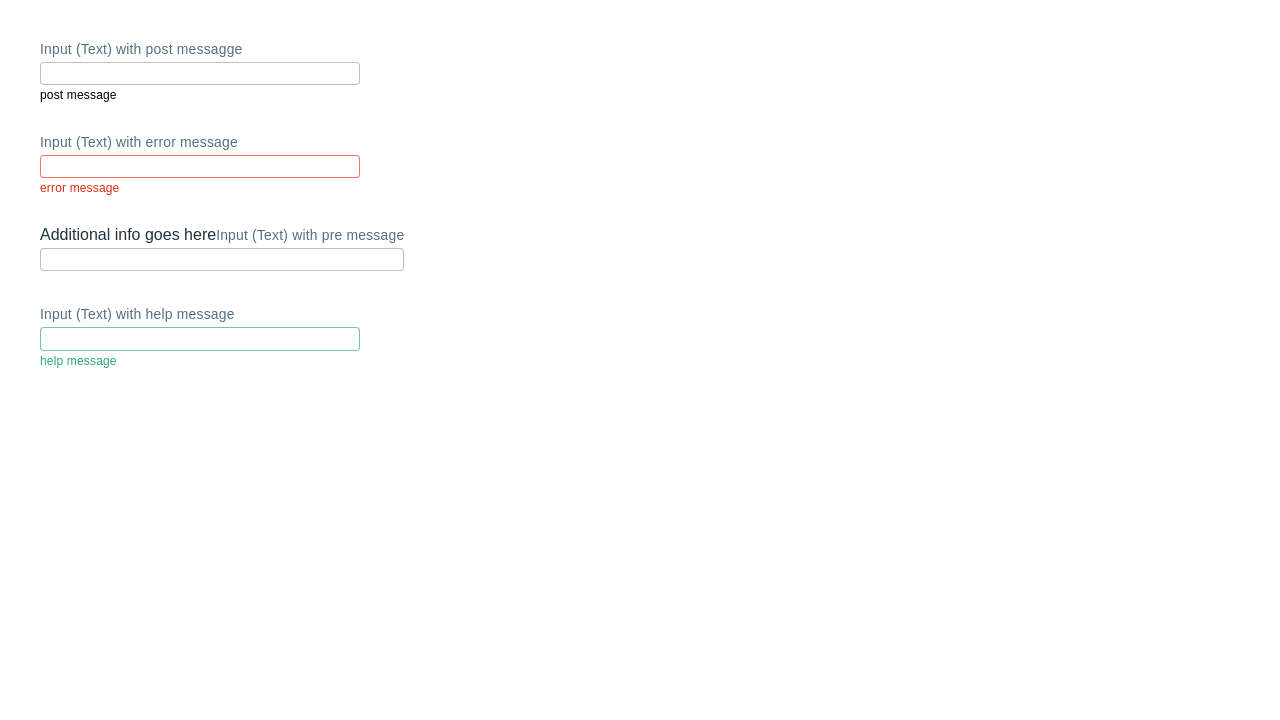 Input (Text) with post messagge
post message
Input (Text) with error message
error message
Additional info goes hereInput (Text) with pre message
Input (Text) with help message
help message